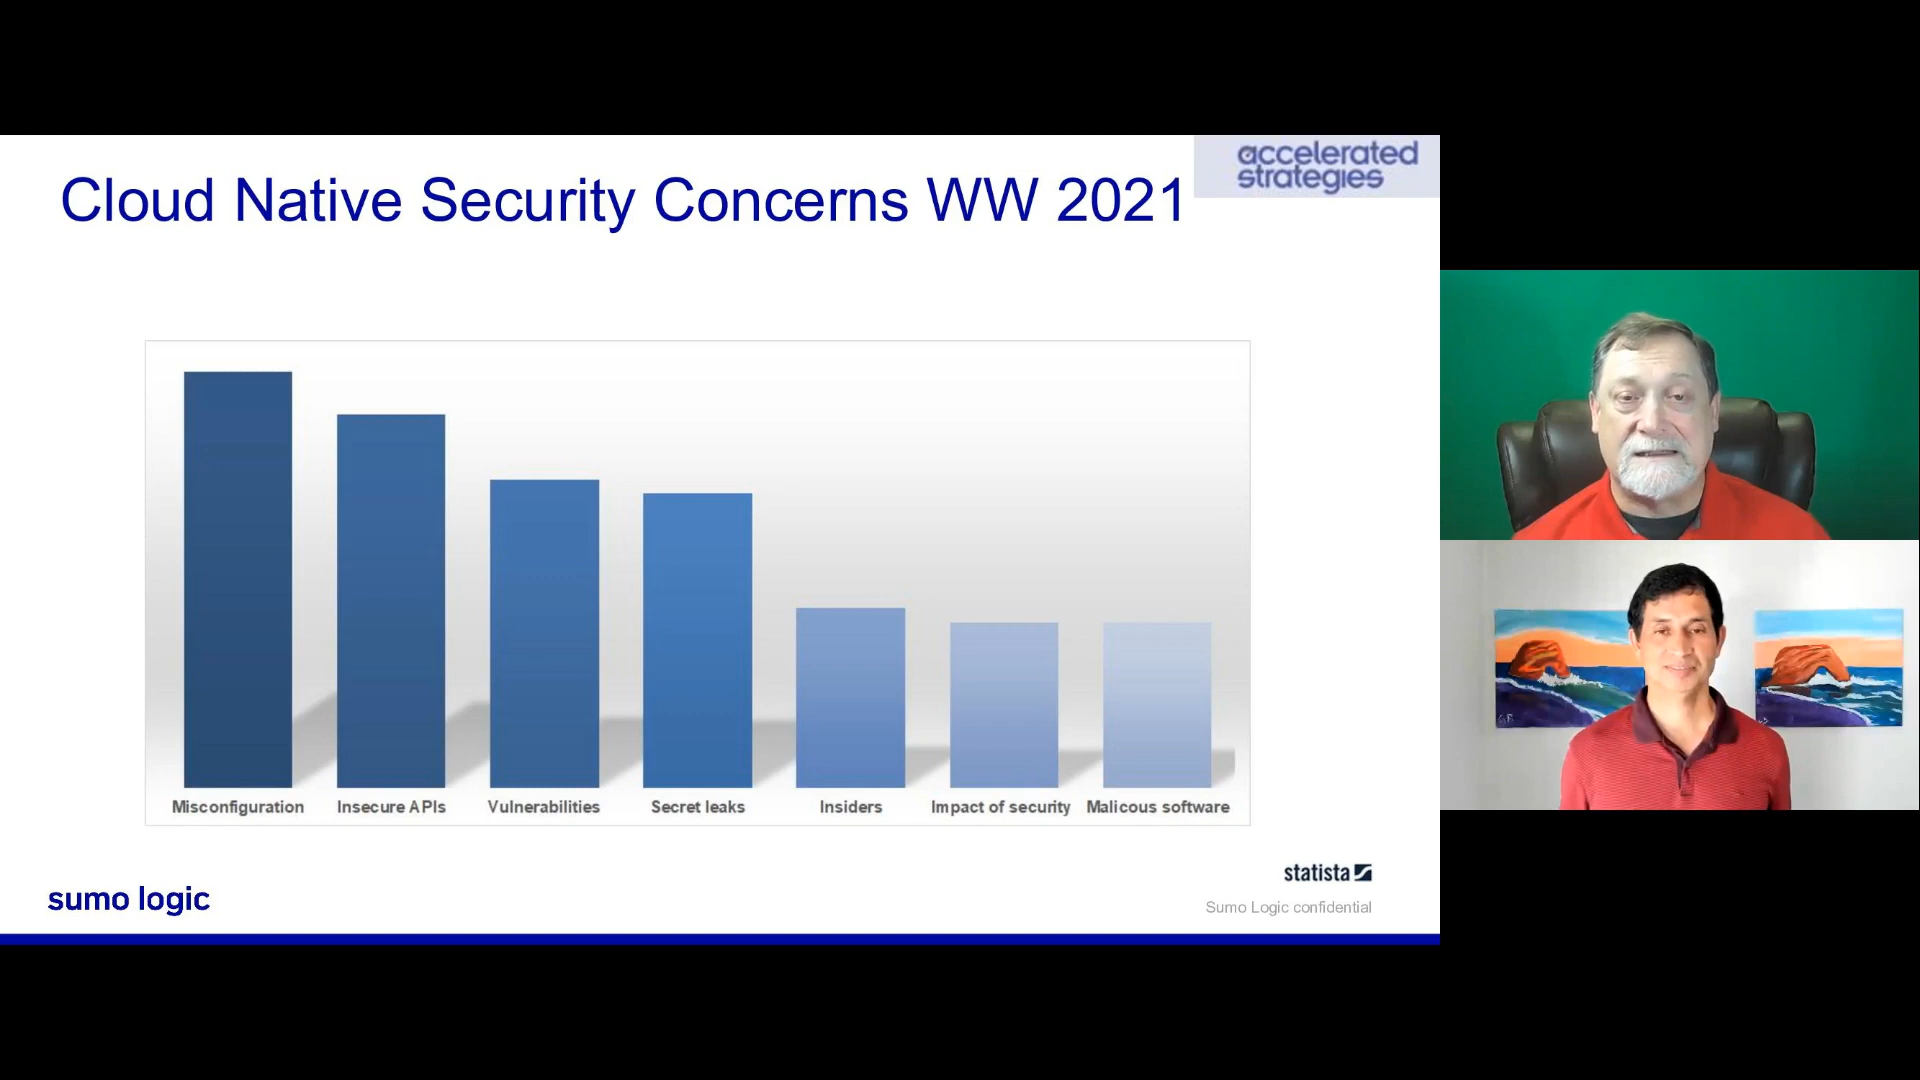 accelerated
strategies
Cloud Native Security Concerns WW 2021
Misconfiguration
Insecure APIs
Vulnerabilities
Secret leaks
Insiders
Impact of security
Malicous software
statista
sumo logic
Sumo Logic confidential